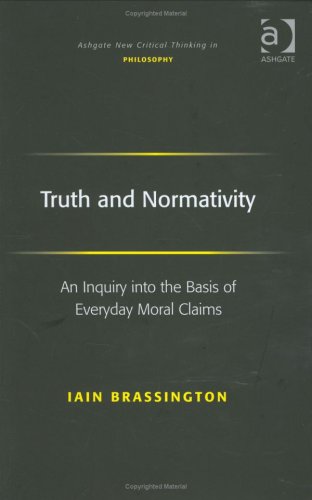 Ashgate New Critical Thinking in
PHILOSOPHY
a
ASHGATE
Truth and Normativity
An Inquiry into the Basis of
Everyday Moral Claims
IAIN BRASSINGTON